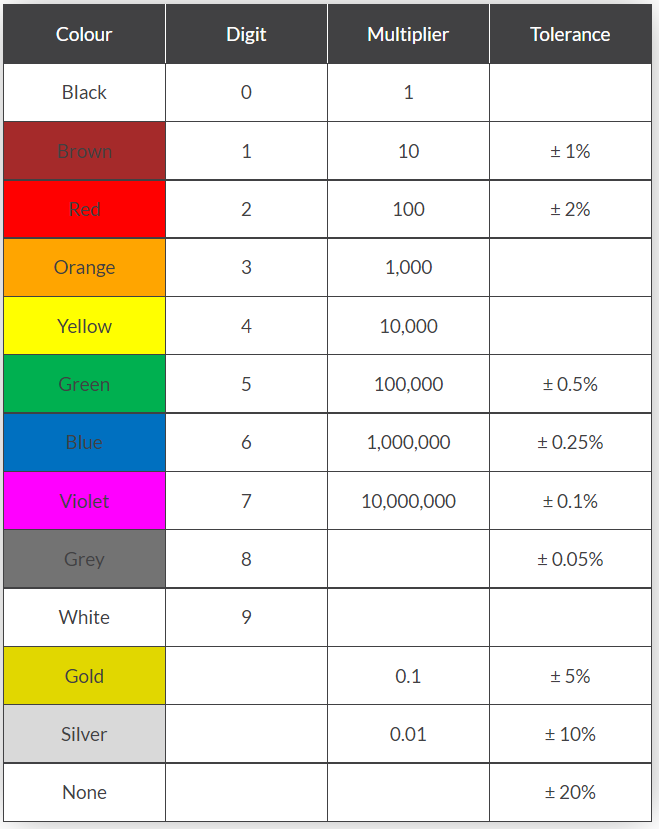 Colour Digit Multiplier Tolerance
Black 0 1
Brown 1 10 ± 1%
Red 2 100 ± 2%
Orange 3 1,000
Yellow 4 10,000
Green 5 100,000 ± 0.5%
Blue 6 1,000,000 ± 0.25%
Violet 7 10,000,000 ± 0.1%
Grey 8 ± 0.05%
White 9
Gold 0.1 ± 5%
Silver 0.01 ± 10%
None ± 20%